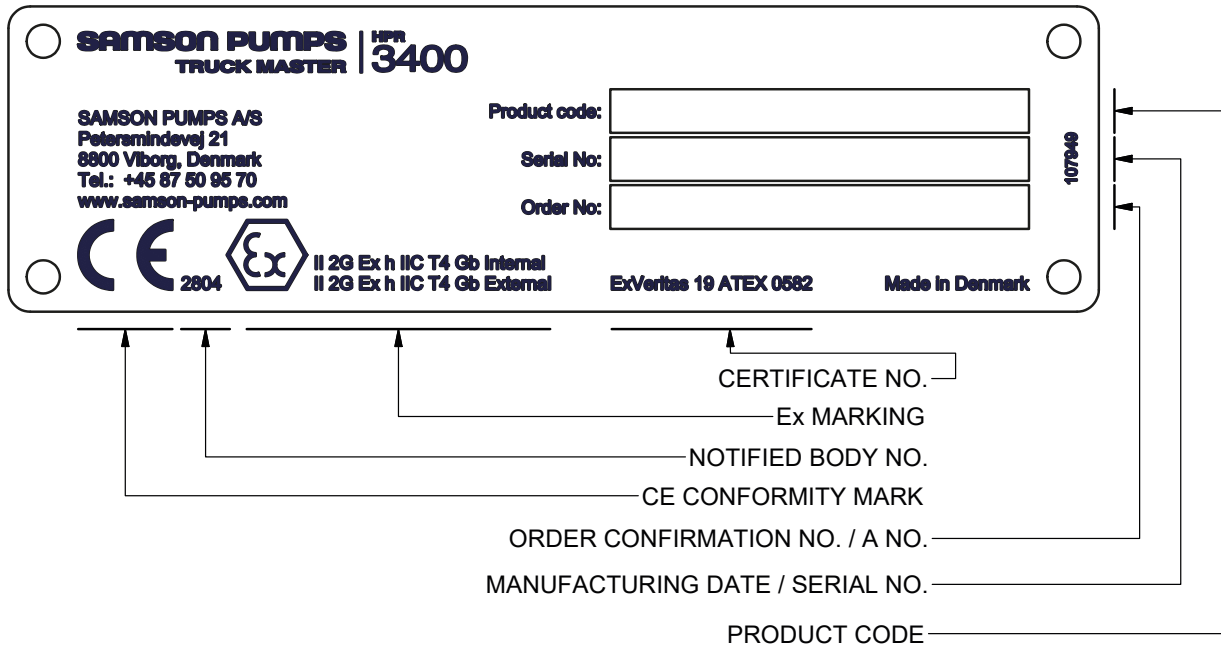 SAMSON PUMPS
TRUCK MASTER
HPR
3400
SAMSON PUMPS A/S
Petersmindevej 21
8800 Viborg, Denmark
Tel.: +45 87 50 95 70
www.samson-pumps.com
Product code:
Serial No:
Order No:
107949
CE 2804
Ex
II 2G Ex h IIC T4 Gb Internal
II 2G Ex h IIC T4 Gb External
ExVeritas 19 ATEX 0582
Made in Denmark
CERTIFICATE NO.
Ex MARKING
NOTIFIED BODY NO.
CE CONFORMITY MARK
ORDER CONFIRMATION NO. / A NO.
MANUFACTURING DATE / SERIAL NO.
PRODUCT CODE